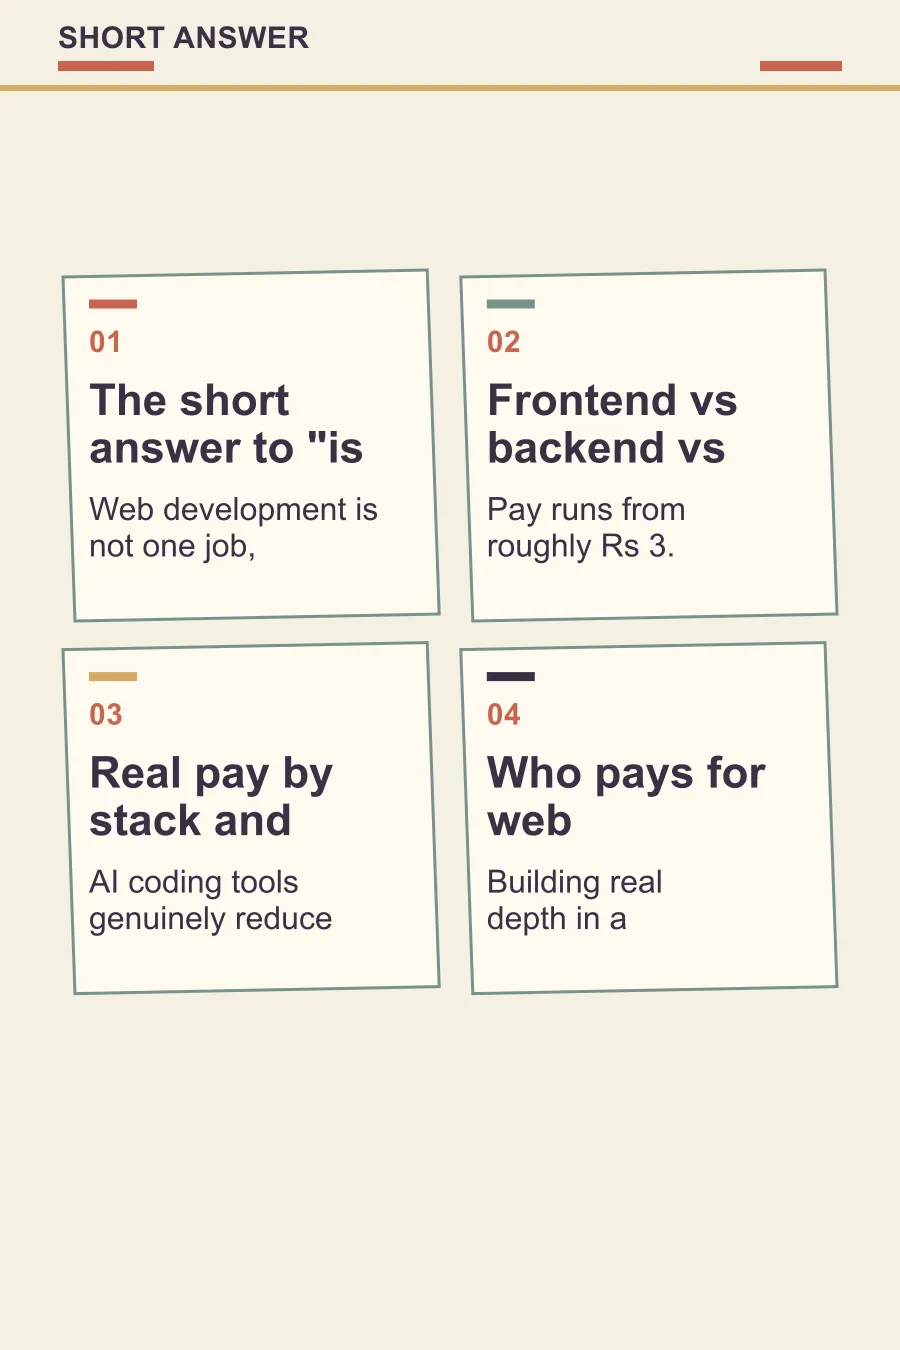 SHORT ANSWER
01
The short
answer to "is
Web development is
not one job,
02
Frontend vs
backend vs
Pay runs from
roughly Rs 3.
03
Real pay by
stack and
AI coding tools
genuinely reduce
04
Who pays for
web
Building real
depth in a